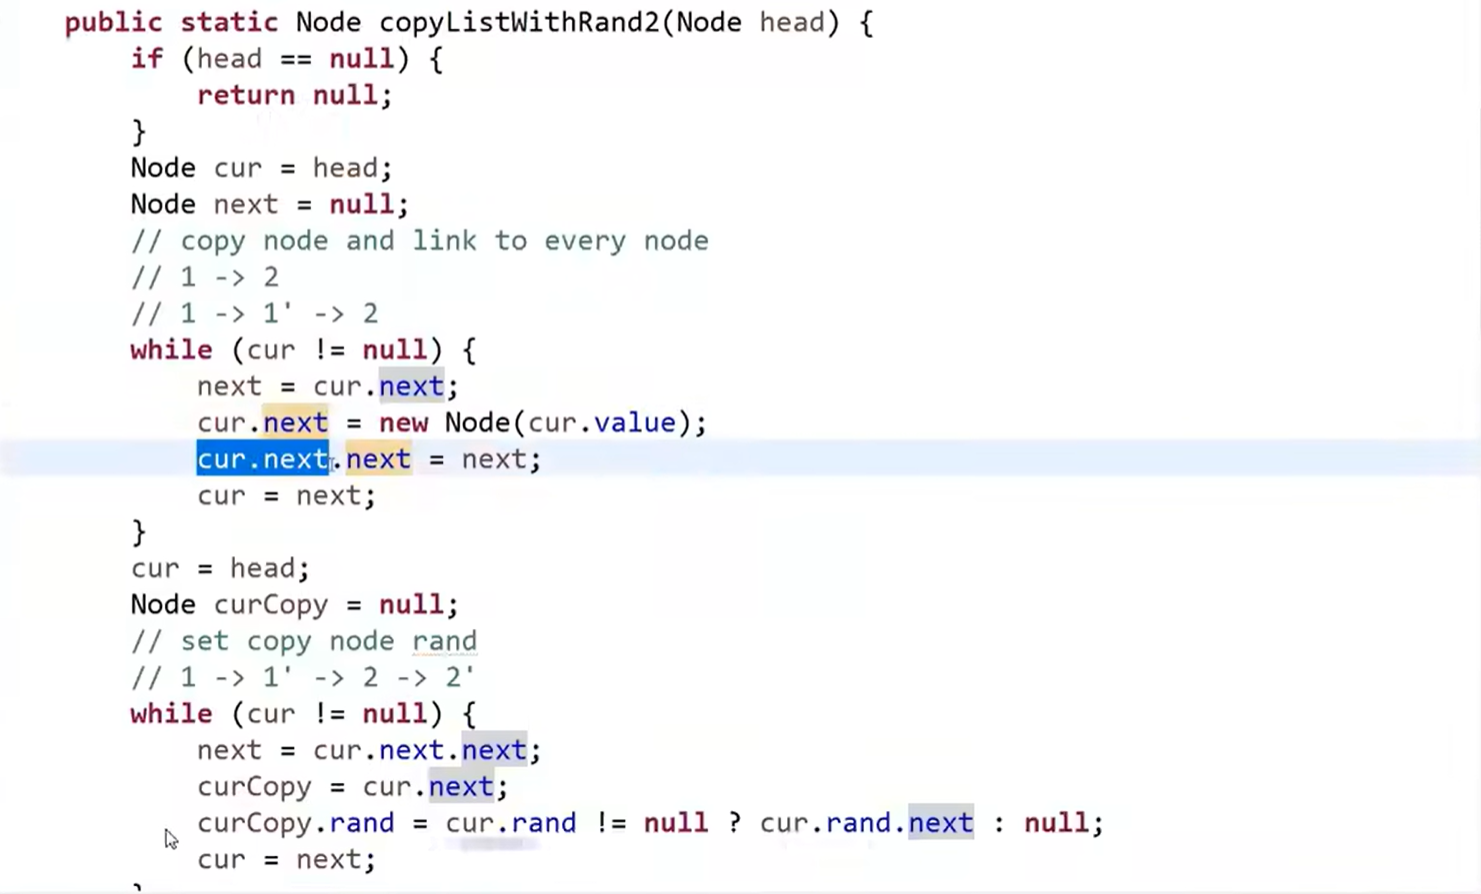 public static Node copyListWithRand2(Node head) {
if (head == null) {
return null;
}
Node cur = head;
Node next = null;
// copy node and link to every node
// 1 -> 2
// 1 -> 1' -> 2
while (cur != null) {
next = cur.next;
cur.next = new Node(cur.value);
cur.next.next = next;
cur = next;
}
cur = head;
Node curCopy = null;
// set copy node rand
// 1 -> 1' -> 2 -> 2'
while (cur != null) {
next = cur.next.next;
curCopy = cur.next;
curCopy.rand = cur.rand != null ? cur.rand.next : null;
cur = next;